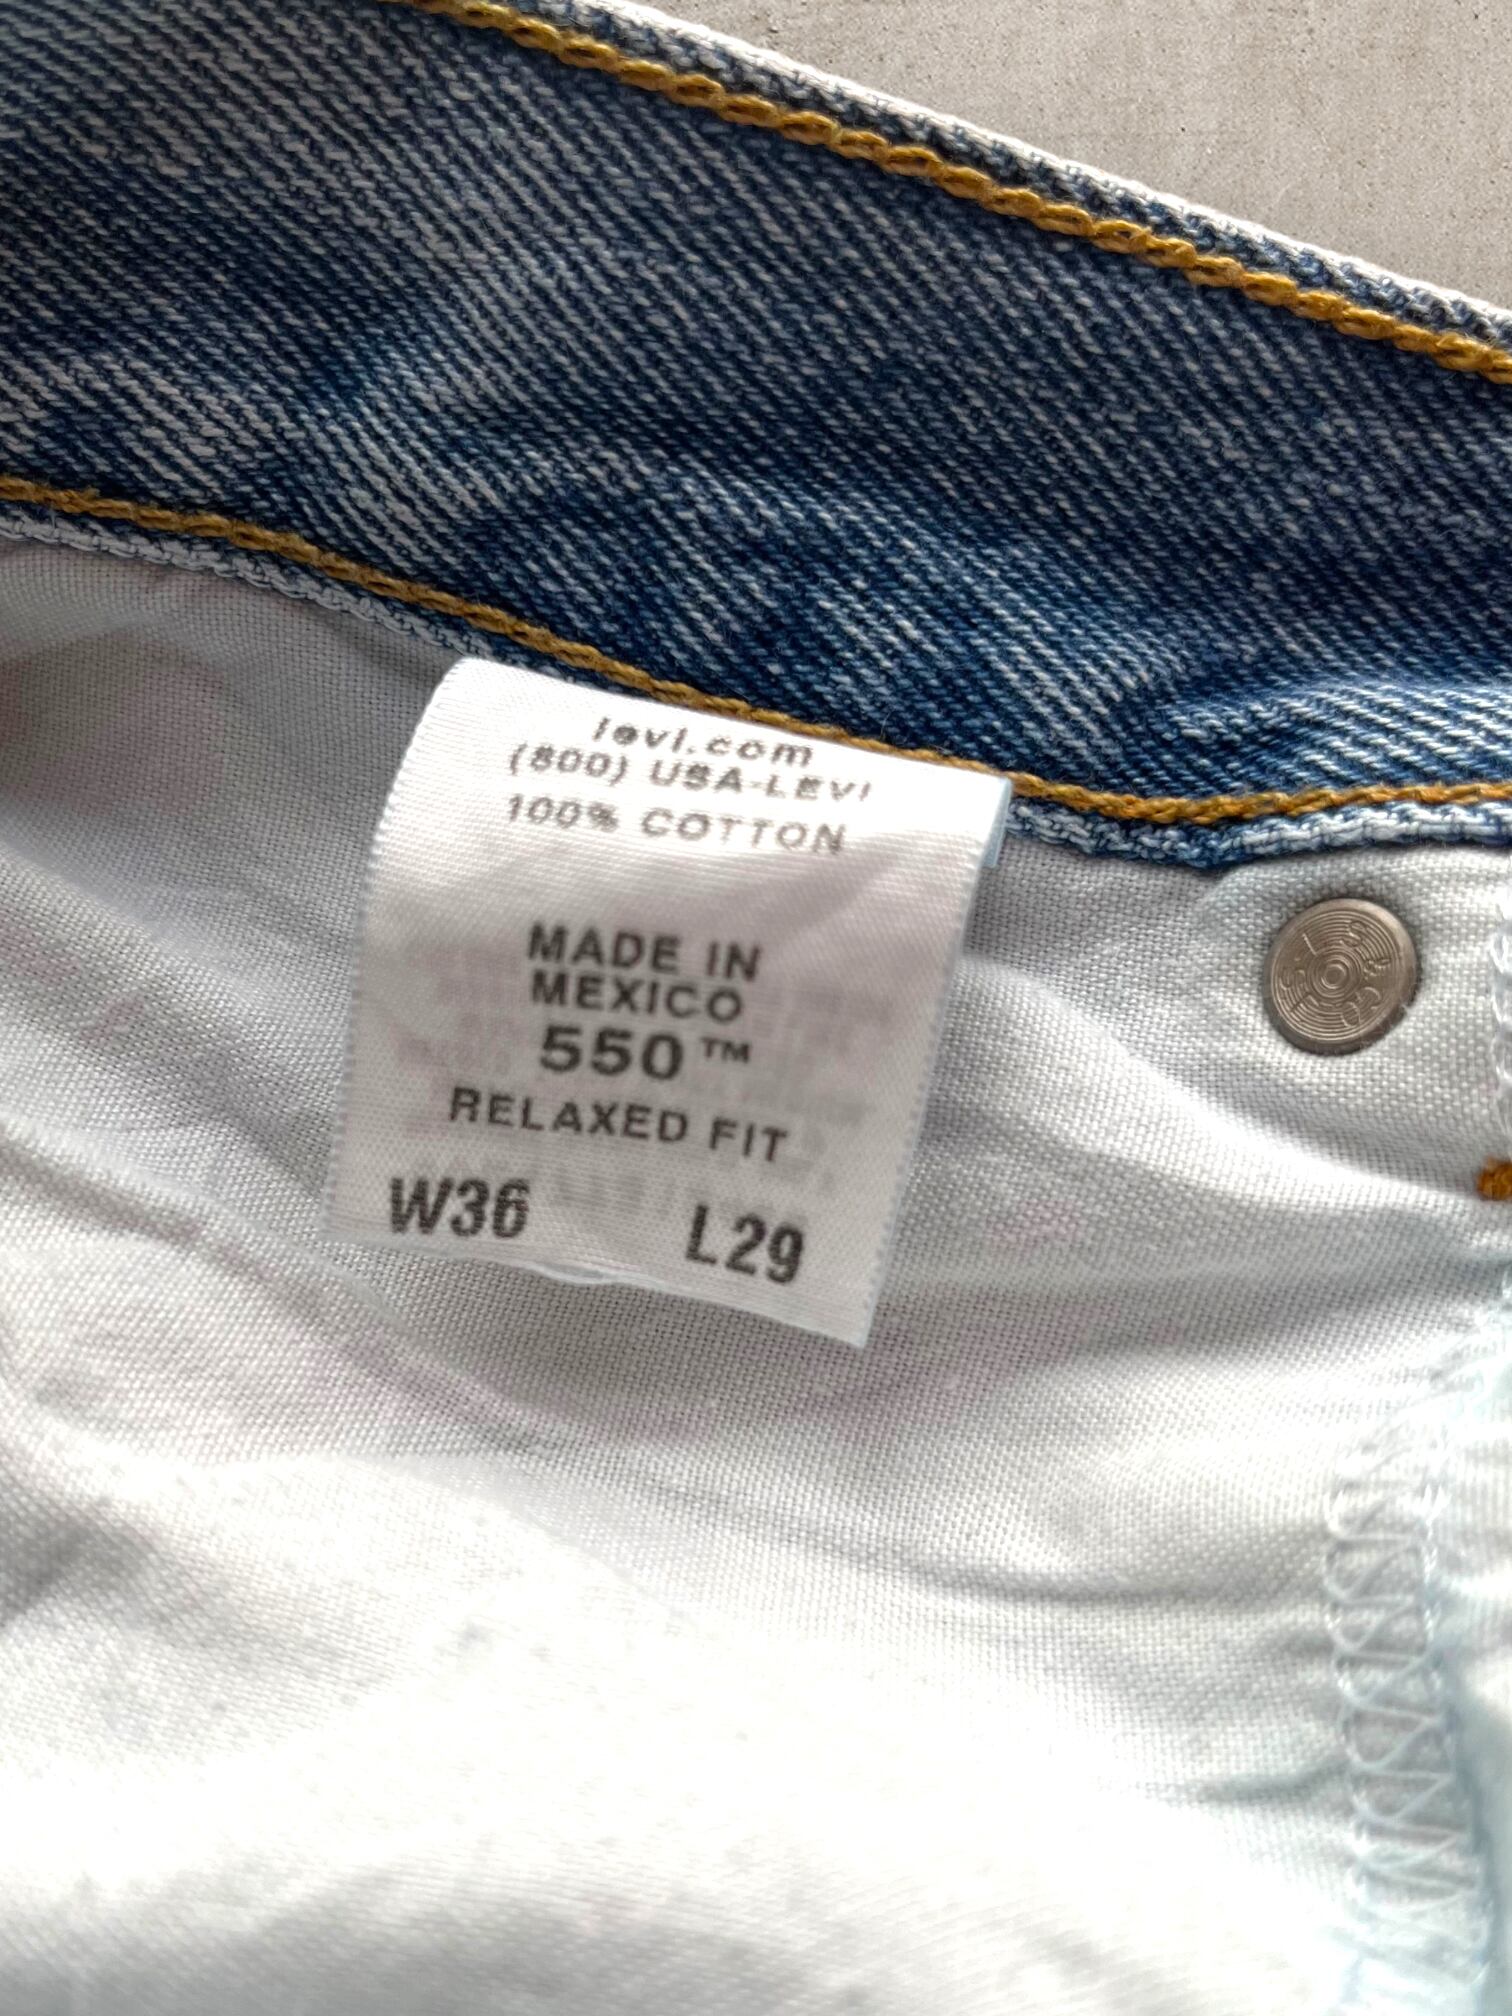 levi.com
(800) USA-LEVI
100% COTTON
MADE IN
MEXICO
550™
RELAXED FIT
W36 L29